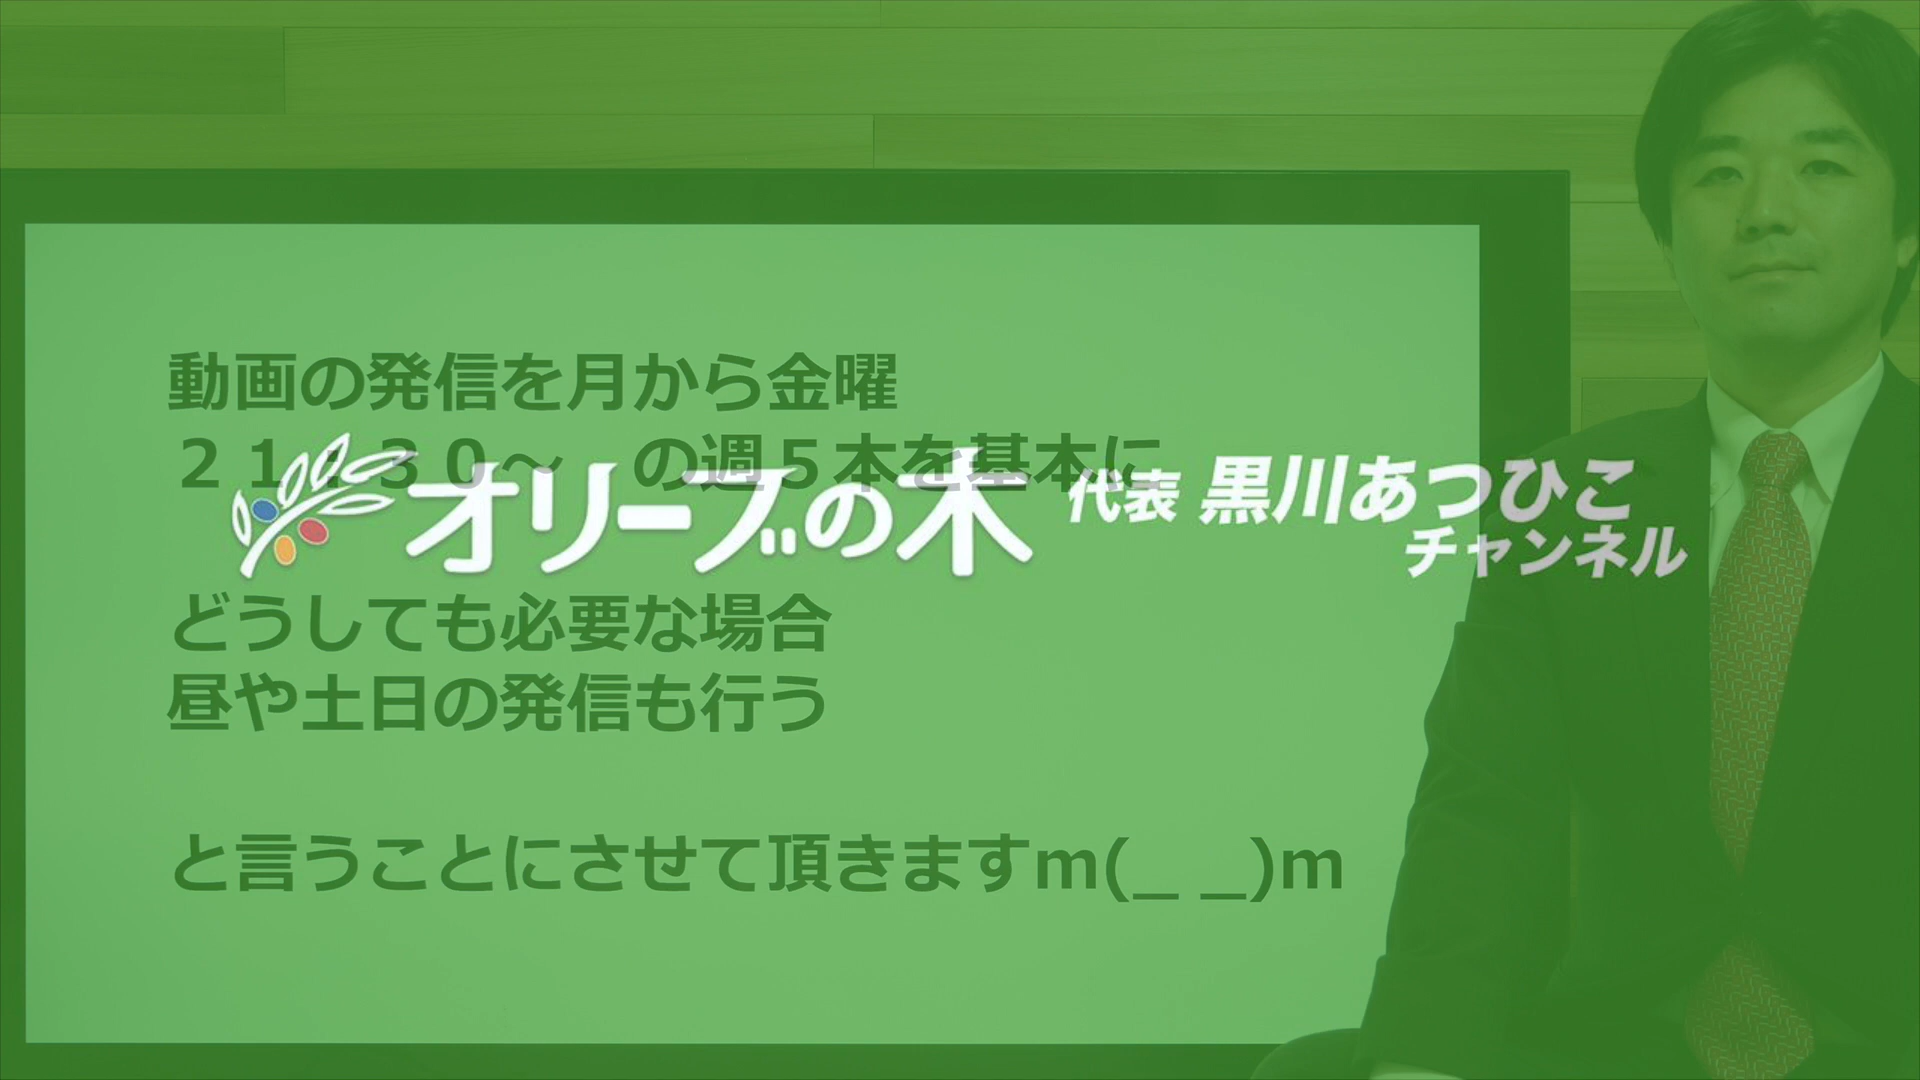 動画の発信を月から金曜
２１：３０～　の週５本を基本に
オリーブの木
代表 黒川あつひこ
チャンネル
どうしても必要な場合
昼や土日の発信も行う
と言うことにさせて頂きますm(_ _)m